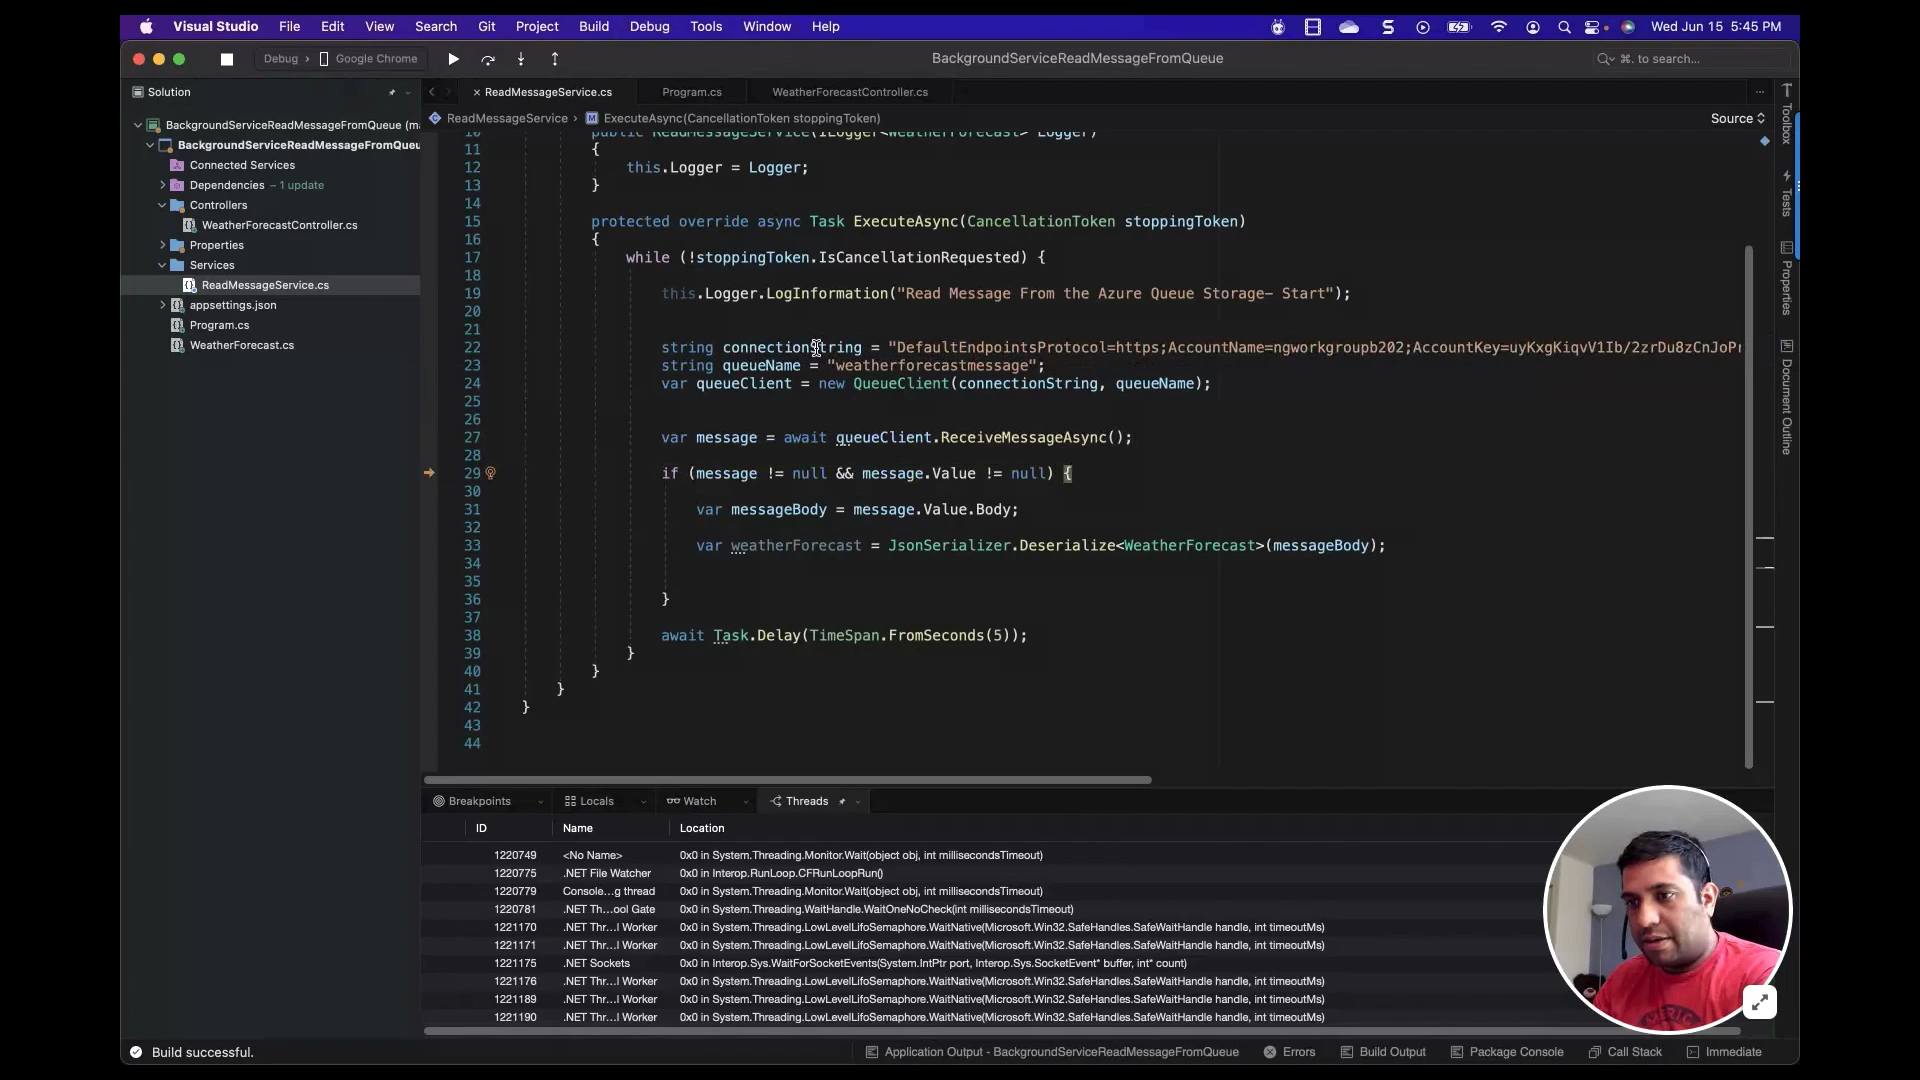 Visual Studio File Edit View Search Git Project Build Debug Tools Window Help Wed Jun 15 5:45 PM
Debug › Google Chrome BackgroundServiceReadMessageFromQueue ⌘. to search...
Solution ReadMessageService.cs Program.cs WeatherForecastController.cs
ReadMessageService › ExecuteAsync(CancellationToken stoppingToken) Source
BackgroundServiceReadMessageFromQueue (ma
BackgroundServiceReadMessageFromQueu
Connected Services
Dependencies – 1 update
Controllers
WeatherForecastController.cs
Properties
Services
ReadMessageService.cs
appsettings.json
Program.cs
WeatherForecast.cs
10 public ReadMessageService(ILogger<WeatherForecast> Logger)
11 {
12 this.Logger = Logger;
13 }
14
15 protected override async Task ExecuteAsync(CancellationToken stoppingToken)
16 {
17 while (!stoppingToken.IsCancellationRequested) {
18
19 this.Logger.LogInformation("Read Message From the Azure Queue Storage– Start");
20
21
22 string connectionString = "DefaultEndpointsProtocol=https;AccountName=ngworkgroupb202;AccountKey=uyKxgKiqvV1Ib/2zrDu8zCnJoPr
23 string queueName = "weatherforecastmessage";
24 var queueClient = new QueueClient(connectionString, queueName);
25
26
27 var message = await queueClient.ReceiveMessageAsync();
28
29 if (message != null && message.Value != null) {
30
31 var messageBody = message.Value.Body;
32
33 var weatherForecast = JsonSerializer.Deserialize<WeatherForecast>(messageBody);
34
35
36 }
37
38 await Task.Delay(TimeSpan.FromSeconds(5));
39 }
40 }
41 }
42 }
43
44
Toolbox
Tests
Properties
Document Outline
Breakpoints Locals Watch Threads
ID Name Location
1220749 <No Name> 0x0 in System.Threading.Monitor.Wait(object obj, int millisecondsTimeout)
1220775 .NET File Watcher 0x0 in Interop.RunLoop.CFRunLoopRun()
1220779 Console…g thread 0x0 in System.Threading.Monitor.Wait(object obj, int millisecondsTimeout)
1220781 .NET Th…ool Gate 0x0 in System.Threading.WaitHandle.WaitOneNoCheck(int millisecondsTimeout)
1221170 .NET Thr…l Worker 0x0 in System.Threading.LowLevelLifoSemaphore.WaitNative(Microsoft.Win32.SafeHandles.SafeWaitHandle handle, int timeoutMs)
1221171 .NET Thr…l Worker 0x0 in System.Threading.LowLevelLifoSemaphore.WaitNative(Microsoft.Win32.SafeHandles.SafeWaitHandle handle, int timeoutMs)
1221175 .NET Sockets 0x0 in Interop.Sys.WaitForSocketEvents(System.IntPtr port, Interop.Sys.SocketEvent* buffer, int* count)
1221176 .NET Thr…l Worker 0x0 in System.Threading.LowLevelLifoSemaphore.WaitNative(Microsoft.Win32.SafeHandles.SafeWaitHandle handle, int timeoutMs)
1221189 .NET Thr…l Worker 0x0 in System.Threading.LowLevelLifoSemaphore.WaitNative(Microsoft.Win32.SafeHandles.SafeWaitHandle handle, int timeoutMs)
1221190 .NET Thr…l Worker 0x0 in System.Threading.LowLevelLifoSemaphore.WaitNative(Microsoft.Win32.SafeHandles.SafeWaitHandle handle, int timeoutMs)
Build successful. Application Output - BackgroundServiceReadMessageFromQueue Errors Build Output Package Console Call Stack Immediate